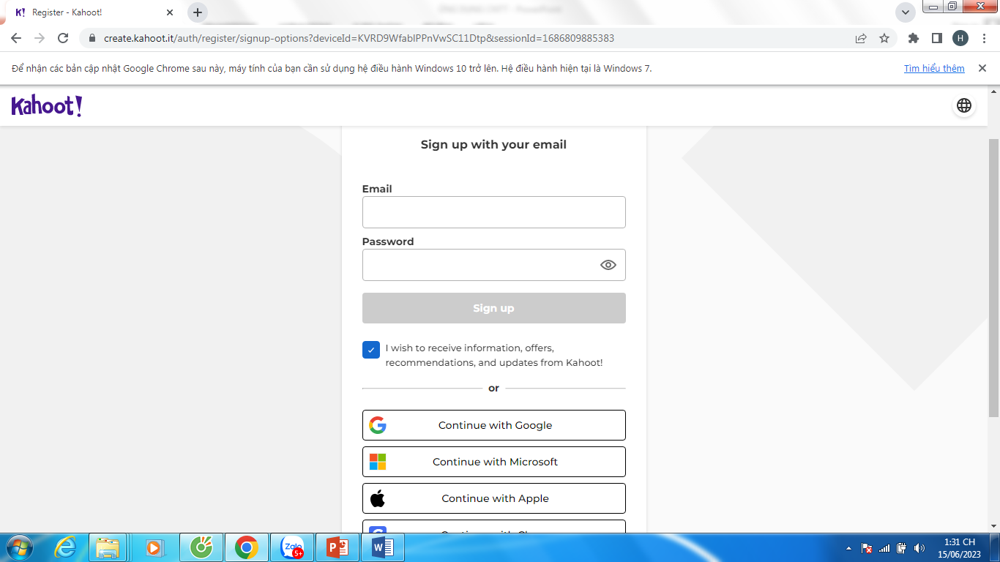 Register - Kahoot!
create.kahoot.it/auth/register/signup-options?deviceId=KVRD9WfablPPnVwSC11Dtp&sessionId=1686809885383
H
Để nhận các bản cập nhật Google Chrome sau này, máy tính của bạn cần sử dụng hệ điều hành Windows 10 trở lên. Hệ điều hành hiện tại là Windows 7.
Tìm hiểu thêm
Kahoot!
Sign up with your email
Email
Password
Sign up
I wish to receive information, offers,
recommendations, and updates from Kahoot!
or
Continue with Google
Continue with Microsoft
Continue with Apple
Zalo
5+
1:31 CH
15/06/2023